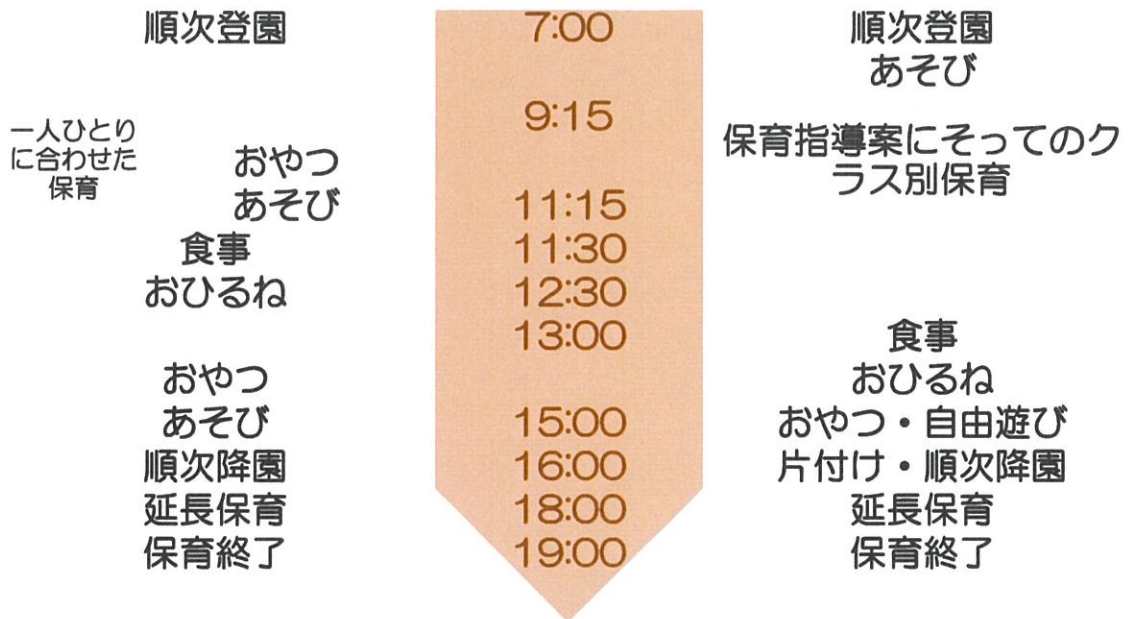 順次登園
一人ひとり
に合わせた
保育
おやつ
あそび
食事
おひるね
おやつ
あそび
順次降園
延長保育
保育終了
7:00
9:15
11:15
11:30
12:30
13:00
15:00
16:00
18:00
19:00
順次登園
あそび
保育指導案にそってのク
ラス別保育
食事
おひるね
おやつ・自由遊び
片付け・順次降園
延長保育
保育終了